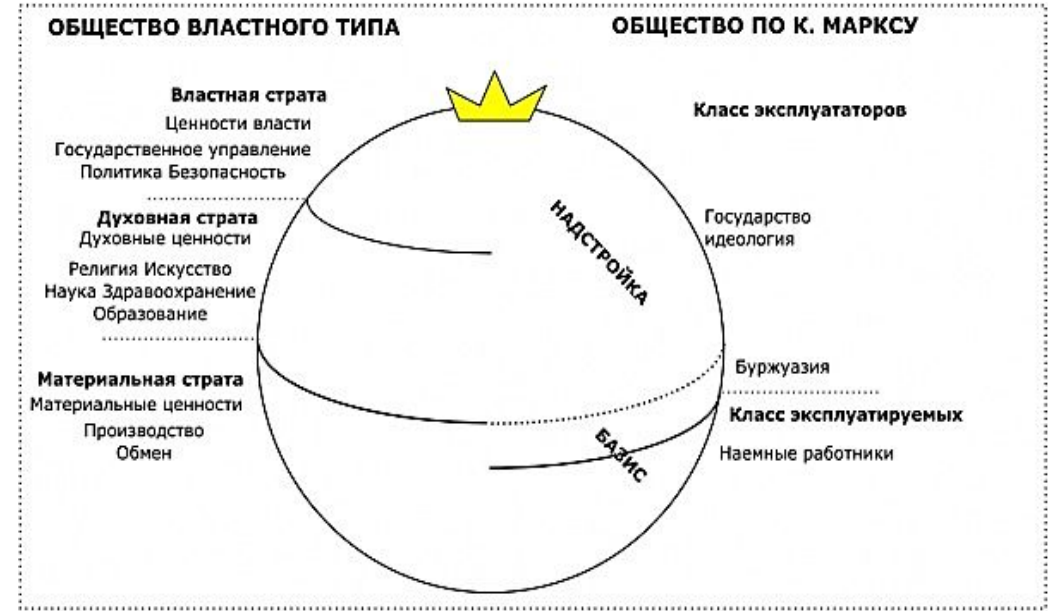 ОБЩЕСТВО ВЛАСТНОГО ТИПА
Властная страта
Ценности власти
Государственное управление
Политика Безопасность
Духовная страта
Духовные ценности
Религия Искусство
Наука Здравоохранение
Образование
Материальная страта
Материальные ценности
Производство
Обмен
НАДСТРОЙКА
БАЗИС
ОБЩЕСТВО ПО К. МАРКСУ
Класс эксплуататоров
Государство
идеология
Буржуазия
Класс эксплуатируемых
Наемные работники